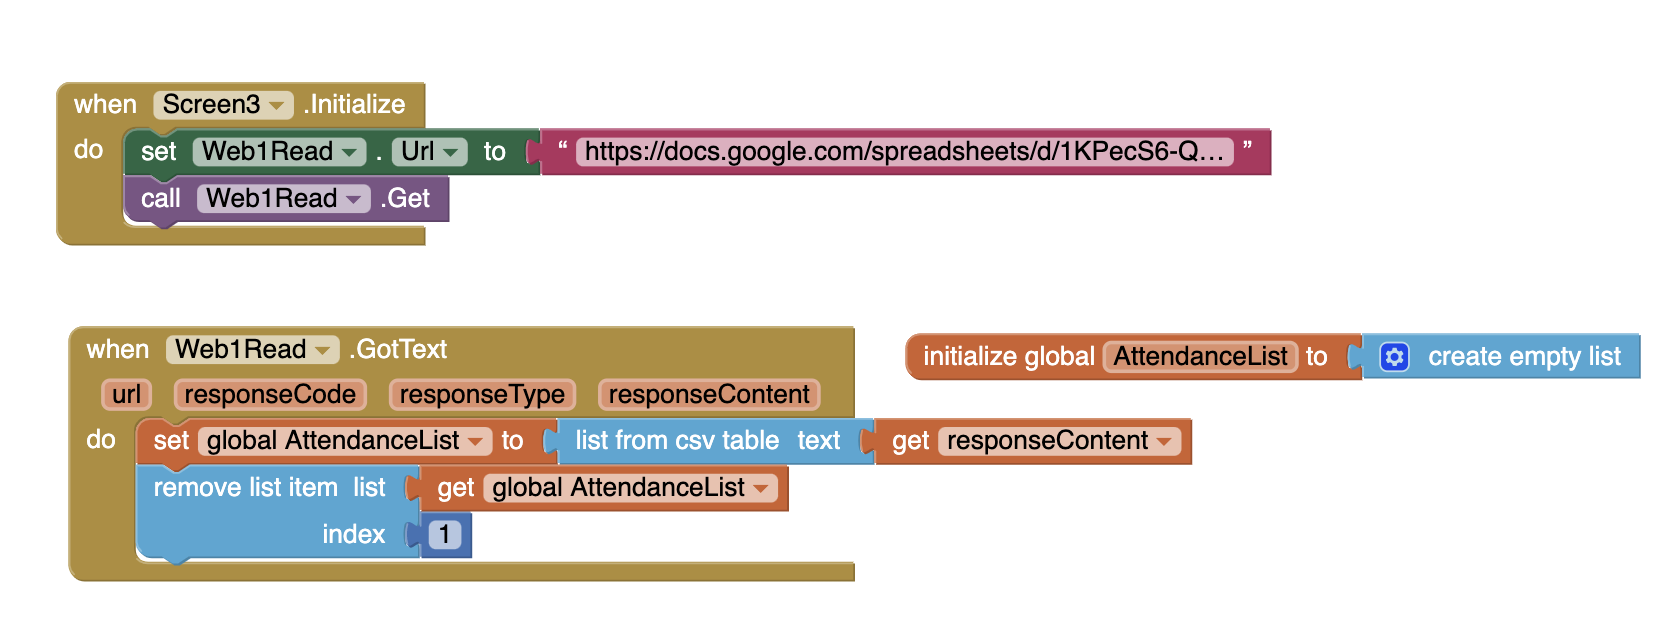 when Screen3 .Initialize
do set Web1Read . Url to “ https://docs.google.com/spreadsheets/d/1KPecS6-Q... ”
call Web1Read .Get
when Web1Read .GotText
initialize global AttendanceList to create empty list
url responseCode responseType responseContent
do set global AttendanceList to list from csv table text get responseContent
remove list item list get global AttendanceList
index 1